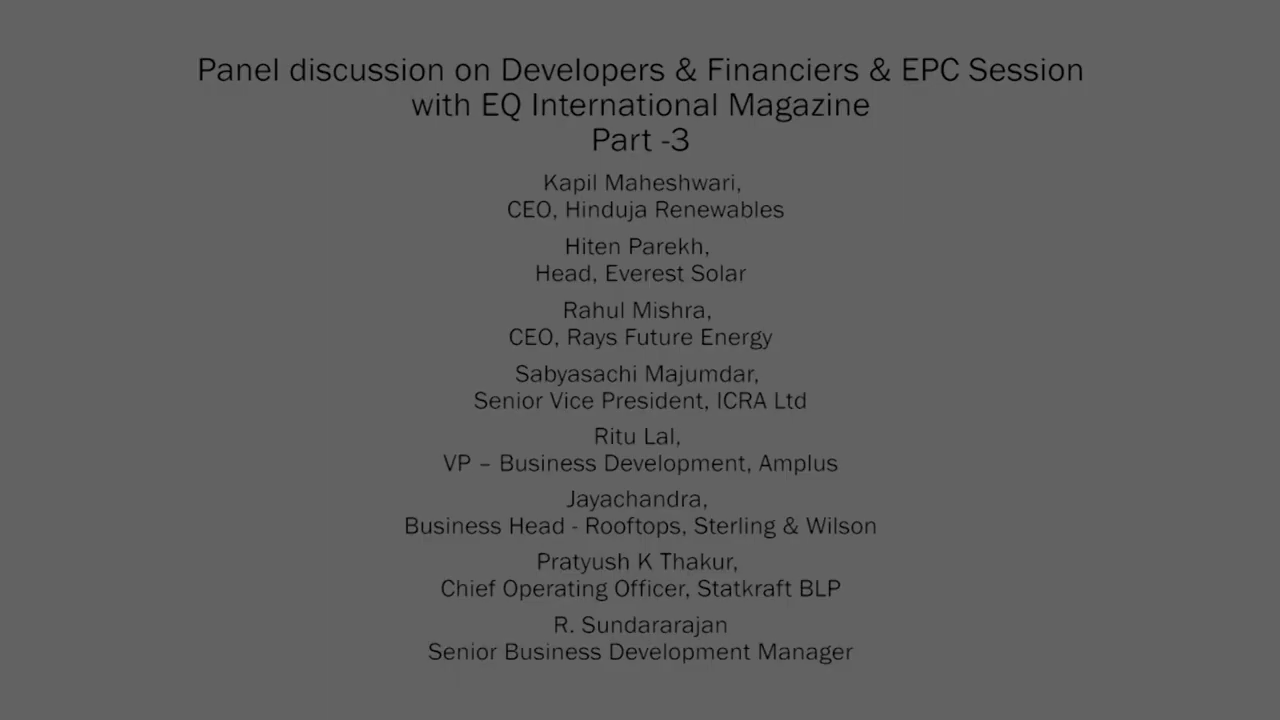 Panel discussion on Developers & Financiers & EPC Session
with EQ International Magazine
Part -3
Kapil Maheshwari,
CEO, Hinduja Renewables
Hiten Parekh,
Head, Everest Solar
Rahul Mishra,
CEO, Rays Future Energy
Sabyasachi Majumdar,
Senior Vice President, ICRA Ltd
Ritu Lal,
VP – Business Development, Amplus
Jayachandra,
Business Head - Rooftops, Sterling & Wilson
Pratyush K Thakur,
Chief Operating Officer, Statkraft BLP
R. Sundararajan
Senior Business Development Manager